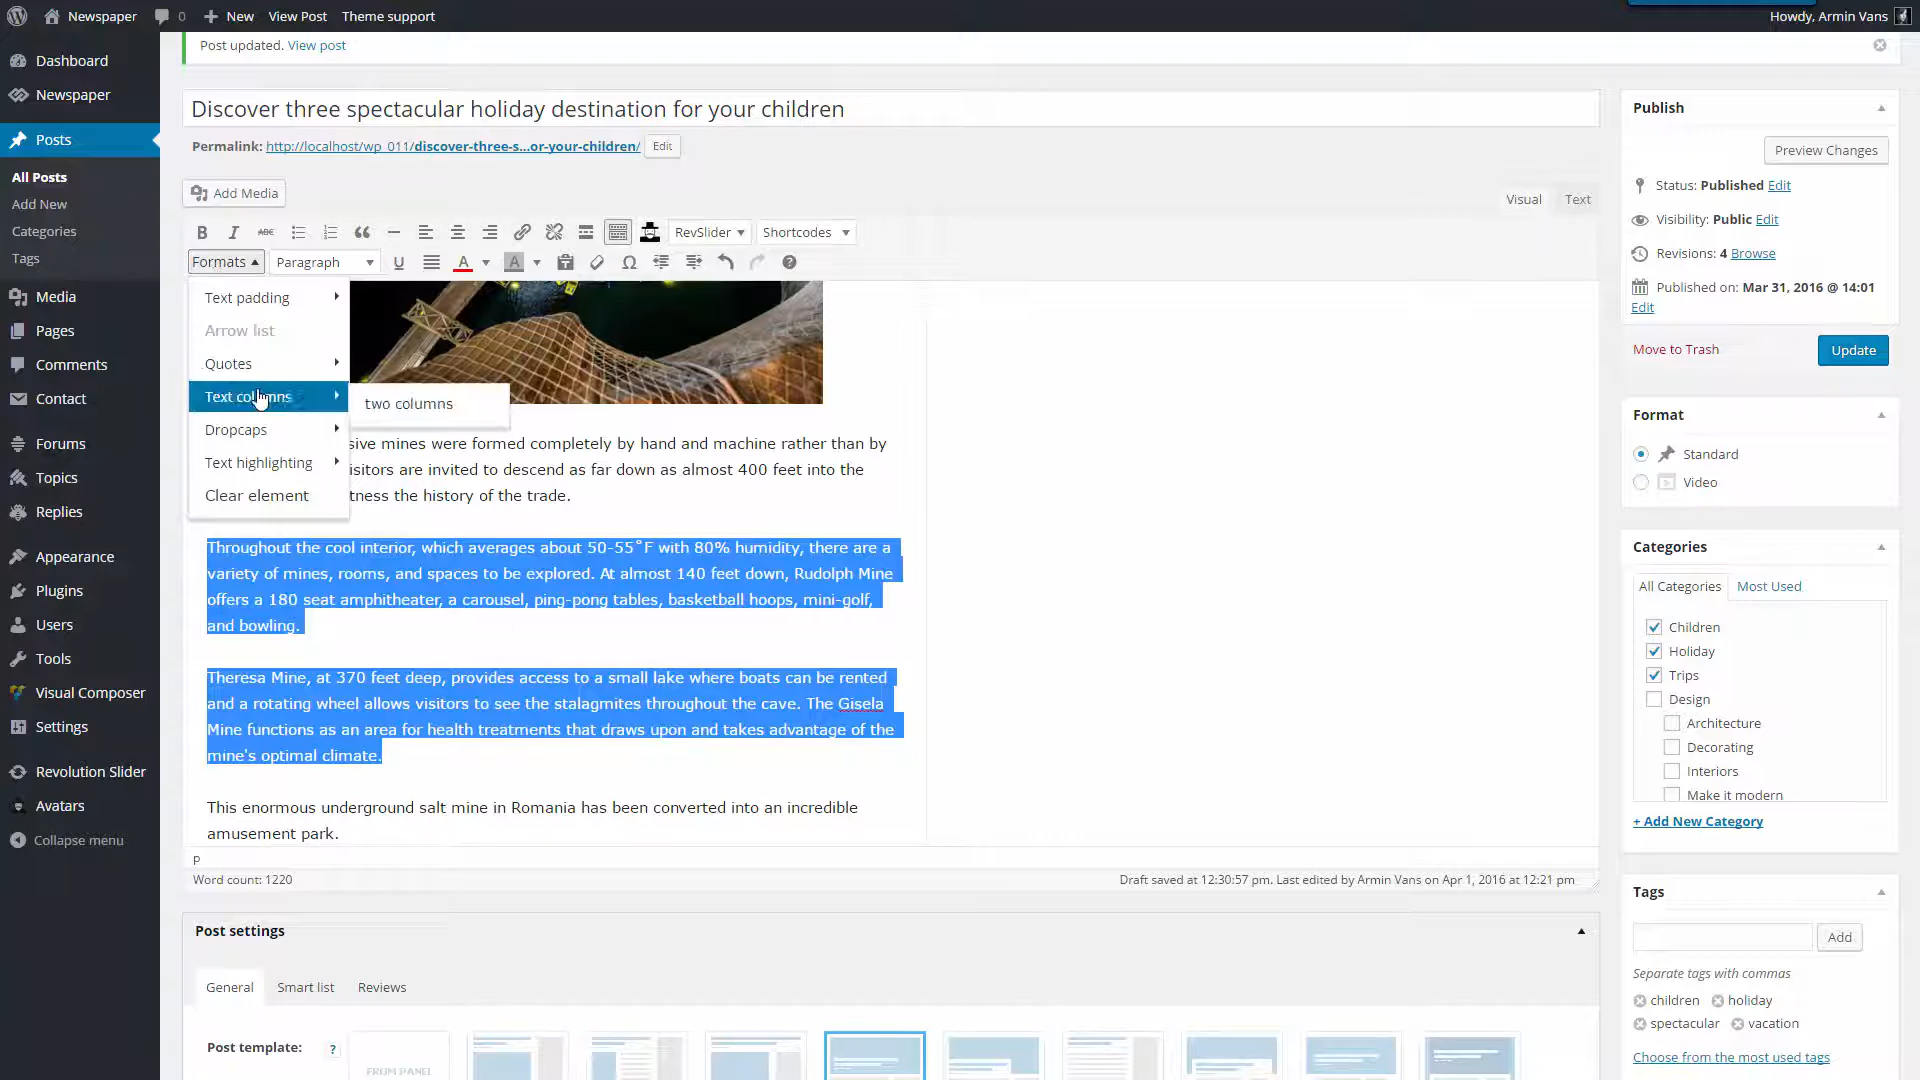 Newspaper 0 New View Post Theme support Howdy, Armin Vans
Dashboard
Newspaper
Posts
All Posts
Add New
Categories
Tags
Media
Pages
Comments
Contact
Forums
Topics
Replies
Appearance
Plugins
Users
Tools
Visual Composer
Settings
Revolution Slider
Avatars
Collapse menu
Post updated. View post
Discover three spectacular holiday destination for your children
Permalink: http://localhost/wp_011/discover-three-s...or-your-children/ Edit
Add Media
Visual Text
B I ABC RevSlider Shortcodes
Formats Paragraph U A A Ω ?
Text padding
Arrow list
Quotes
Text columns
two columns
Dropcaps
Text highlighting
Clear element
sive mines were formed completely by hand and machine rather than by
isitors are invited to descend as far down as almost 400 feet into the
tness the history of the trade.
Throughout the cool interior, which averages about 50-55˚F with 80% humidity, there are a
variety of mines, rooms, and spaces to be explored. At almost 140 feet down, Rudolph Mine
offers a 180 seat amphitheater, a carousel, ping-pong tables, basketball hoops, mini-golf,
and bowling.
Theresa Mine, at 370 feet deep, provides access to a small lake where boats can be rented
and a rotating wheel allows visitors to see the stalagmites throughout the cave. The Gisela
Mine functions as an area for health treatments that draws upon and takes advantage of the
mine's optimal climate.
This enormous underground salt mine in Romania has been converted into an incredible
amusement park.
p
Word count: 1220
Draft saved at 12:30:57 pm. Last edited by Armin Vans on Apr 1, 2016 at 12:21 pm
Post settings
General Smart list Reviews
Post template: ?
FROM PANEL
Publish
Preview Changes
Status: Published Edit
Visibility: Public Edit
Revisions: 4 Browse
Published on: Mar 31, 2016 @ 14:01
Edit
Move to Trash
Update
Format
Standard
Video
Categories
All Categories Most Used
Children
Holiday
Trips
Design
Architecture
Decorating
Interiors
Make it modern
+ Add New Category
Tags
Add
Separate tags with commas
children holiday
spectacular vacation
Choose from the most used tags